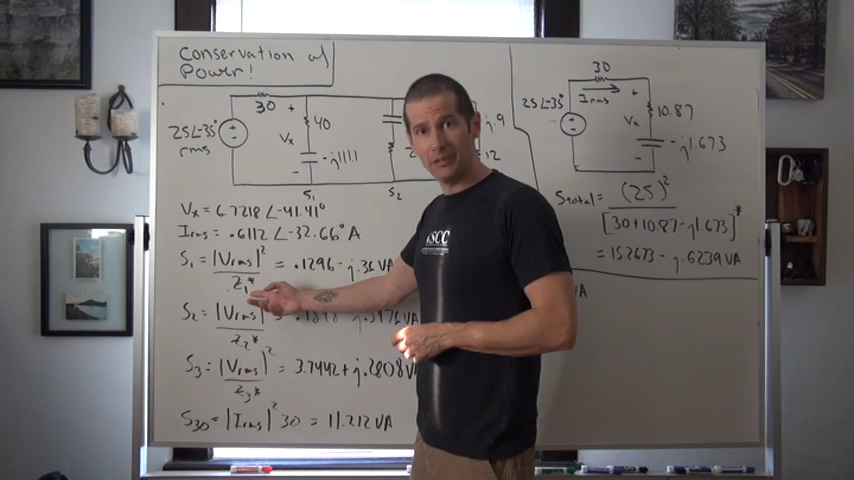 Conservation of
Power!
30
+
40
Vx
-j111.1
-
25∠-35°
rms
+
-
S1
S2
j.9
12
Vx = 6.7218 ∠-41.41°
Irms = .6112 ∠-32.66° A
S1 = |Vrms|² / Z1* = .1296 - j.36 VA
S2 = |Vrms|² / Z2*
S3 = |Vrms|² / Z3* = 3.7442 + j.2808 VA
S30 = |Irms|² 30 = 11.212 VA
30
25∠-35°
+
-
Irms
+
Vx
-
10.87
-j1.673
Stotal = (25)² / [30+10.87-j1.673]*
= 15.2673 - j.6239 VA
SCC